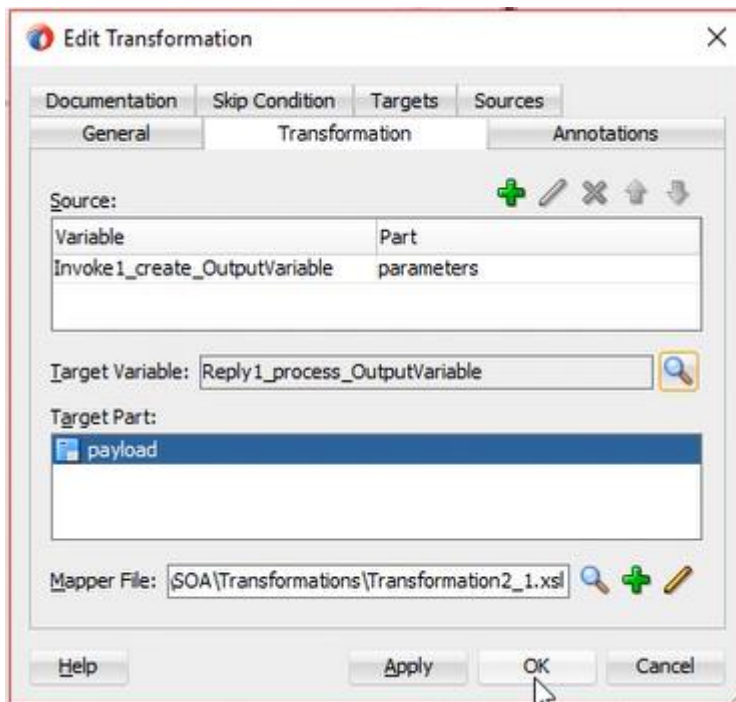 Edit Transformation
Documentation Skip Condition Targets Sources
General Transformation Annotations
Source:
Variable Part
Invoke1_create_OutputVariable parameters
Target Variable: Reply1_process_OutputVariable
Target Part:
payload
Mapper File: \SOA\Transformations\Transformation2_1.xsl
Help Apply OK Cancel